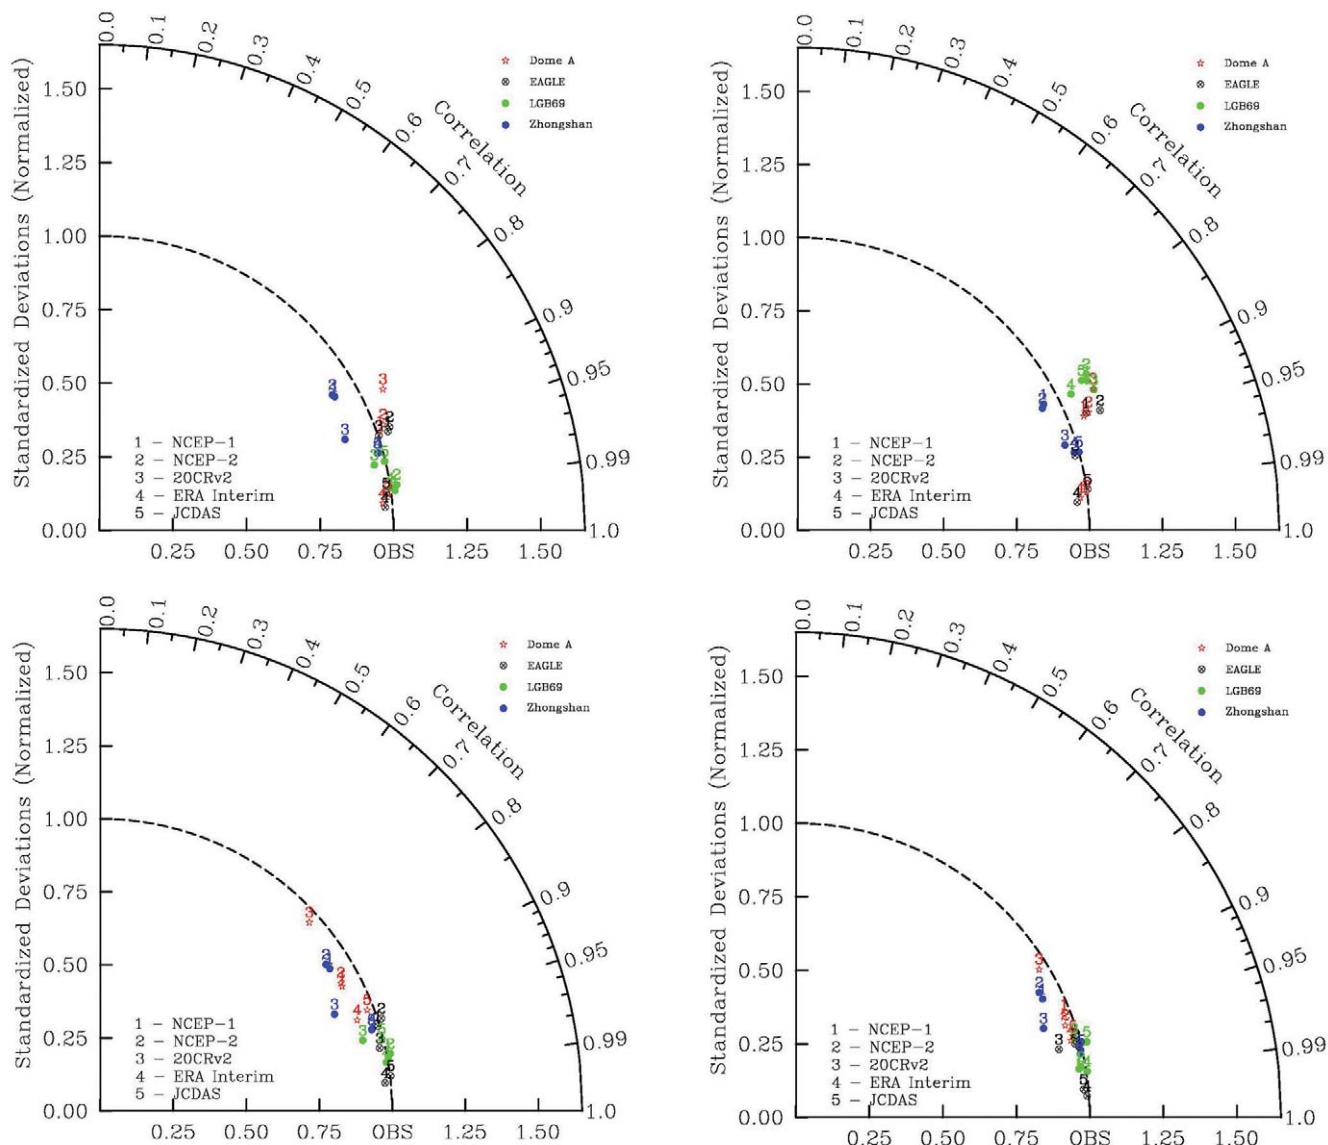 0.0
0.1
0.2
0.3
0.4
0.5
0.6
0.7
0.8
0.9
0.95
0.99
1.0
Correlation
Standardized Deviations (Normalized)
1.50
1.25
1.00
0.75
0.50
0.25
0.00
Dome A
EAGLE
LGB69
Zhongshan
1 – NCEP-1
2 – NCEP-2
3 – 20CRv2
4 – ERA Interim
5 – JCDAS
0.25 0.50 0.75 OBS 1.25 1.50
0.0
0.1
0.2
0.3
0.4
0.5
0.6
0.7
0.8
0.9
0.95
0.99
1.0
Correlation
Standardized Deviations (Normalized)
1.50
1.25
1.00
0.75
0.50
0.25
0.00
Dome A
EAGLE
LGB69
Zhongshan
1 – NCEP-1
2 – NCEP-2
3 – 20CRv2
4 – ERA Interim
5 – JCDAS
0.25 0.50 0.75 OBS 1.25 1.50
0.0
0.1
0.2
0.3
0.4
0.5
0.6
0.7
0.8
0.9
0.95
0.99
1.0
Correlation
Standardized Deviations (Normalized)
1.50
1.25
1.00
0.75
0.50
0.25
0.00
Dome A
EAGLE
LGB69
Zhongshan
1 – NCEP-1
2 – NCEP-2
3 – 20CRv2
4 – ERA Interim
5 – JCDAS
0.25 0.50 0.75 OBS 1.25 1.50
0.0
0.1
0.2
0.3
0.4
0.5
0.6
0.7
0.8
0.9
0.95
0.99
1.0
Correlation
Standardized Deviations (Normalized)
1.50
1.25
1.00
0.75
0.50
0.25
0.00
Dome A
EAGLE
LGB69
Zhongshan
1 – NCEP-1
2 – NCEP-2
3 – 20CRv2
4 – ERA Interim
5 – JCDAS
0.25 0.50 0.75 OBS 1.25 1.50